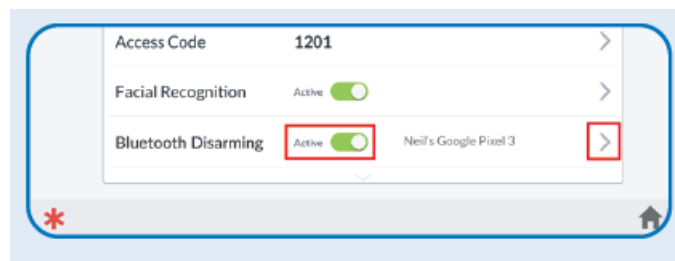 Access Code 1201
Facial Recognition Active
Bluetooth Disarming Active Neil's Google Pixel 3